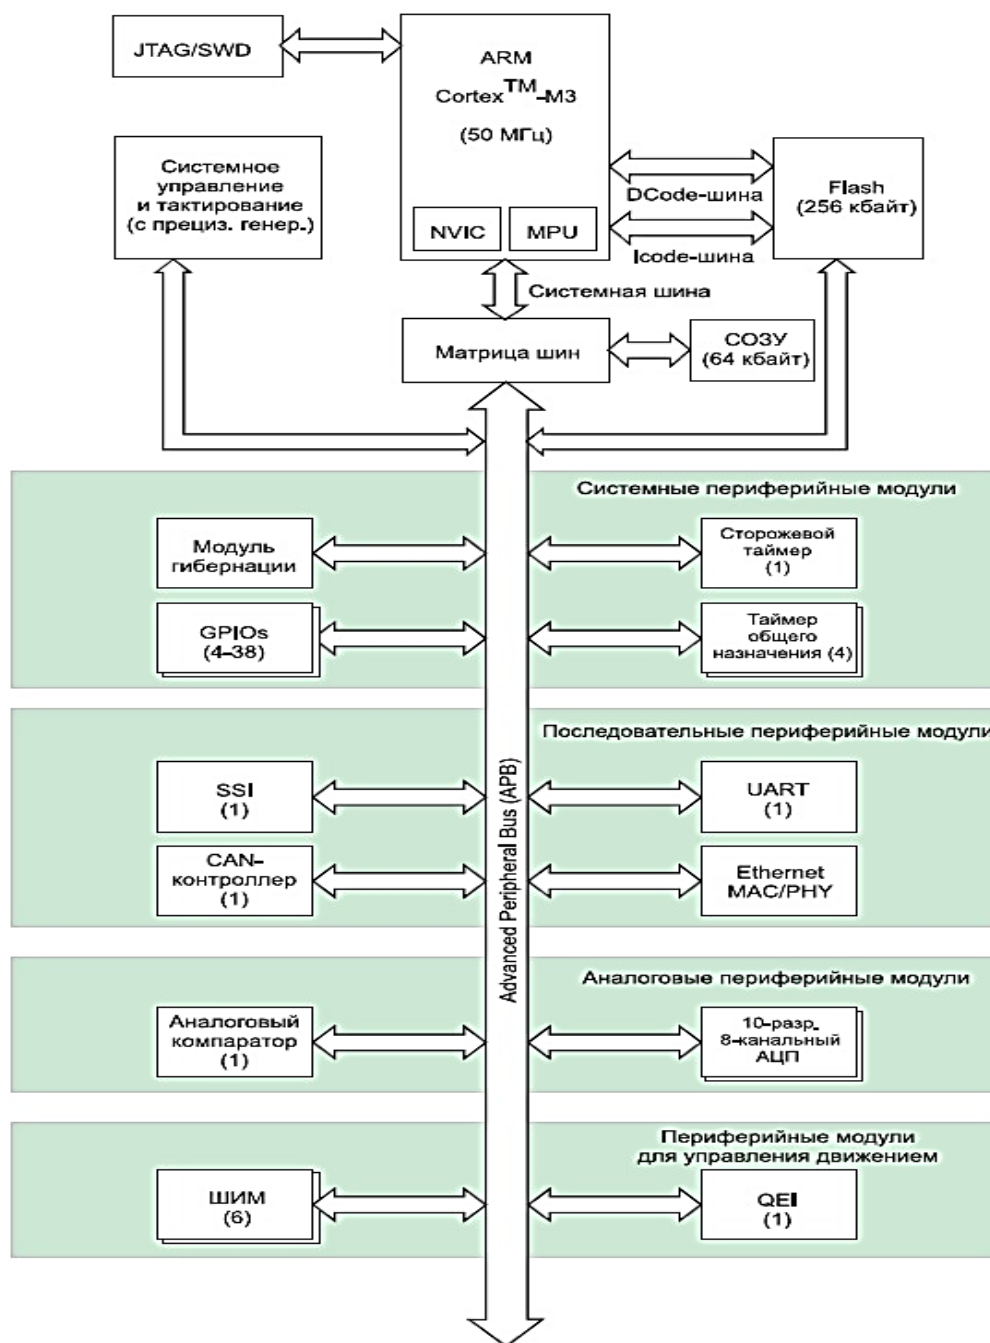 JTAG/SWD
ARM
Cortex™-M3
(50 МГц)
NVIC
MPU
Системное
управление
и тактирование
(с прециз. генер.)
DCode-шина
Icode-шина
Flash
(256 кбайт)
Системная шина
Матрица шин
СОЗУ
(64 кбайт)
Системные периферийные модули
Модуль
гибернации
Сторожевой
таймер
(1)
GPIOs
(4-38)
Таймер
общего
назначения (4)
Последовательные периферийные модули
SSI
(1)
UART
(1)
CAN-
контроллер
(1)
Ethernet
MAC/PHY
Advanced Peripheral Bus (APB)
Аналоговые периферийные модули
Аналоговый
компаратор
(1)
10-разр.
8-канальный
АЦП
Периферийные модули
для управления движением
ШИМ
(6)
QEI
(1)